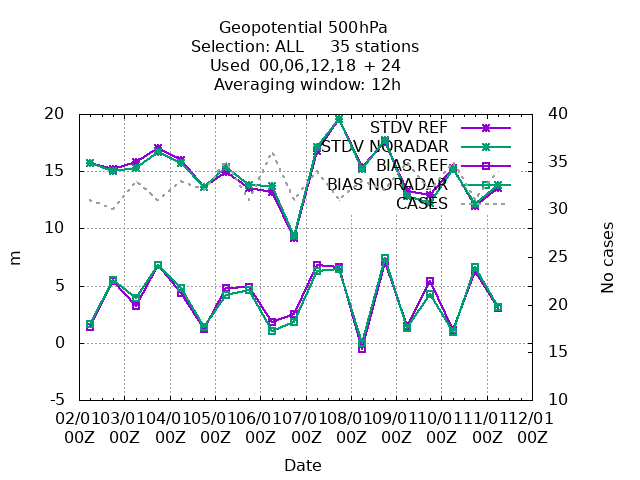 Geopotential 500hPa
Selection: ALL 35 stations
Used 00,06,12,18 + 24
Averaging window: 12h
20 40
STDV REF
STDV NORADAR
BIAS REF
BIAS NORADAR
CASES
15 35
10 30
5 25
20
0 15
-5 10
m
No cases
02/01 03/01 04/01 05/01 06/01 07/01 08/01 09/01 10/01 11/01 12/01
00Z 00Z 00Z 00Z 00Z 00Z 00Z 00Z 00Z 00Z 00Z
Date